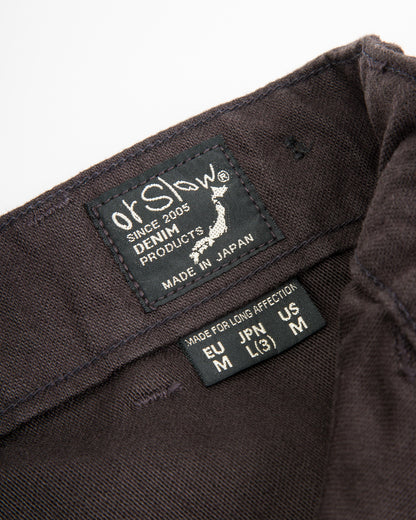 orSlow®
SINCE 2005
DENIM
PRODUCTS
MADE IN JAPAN
MADE FOR LONG AFFECTION
EU JPN US
M L(3) M